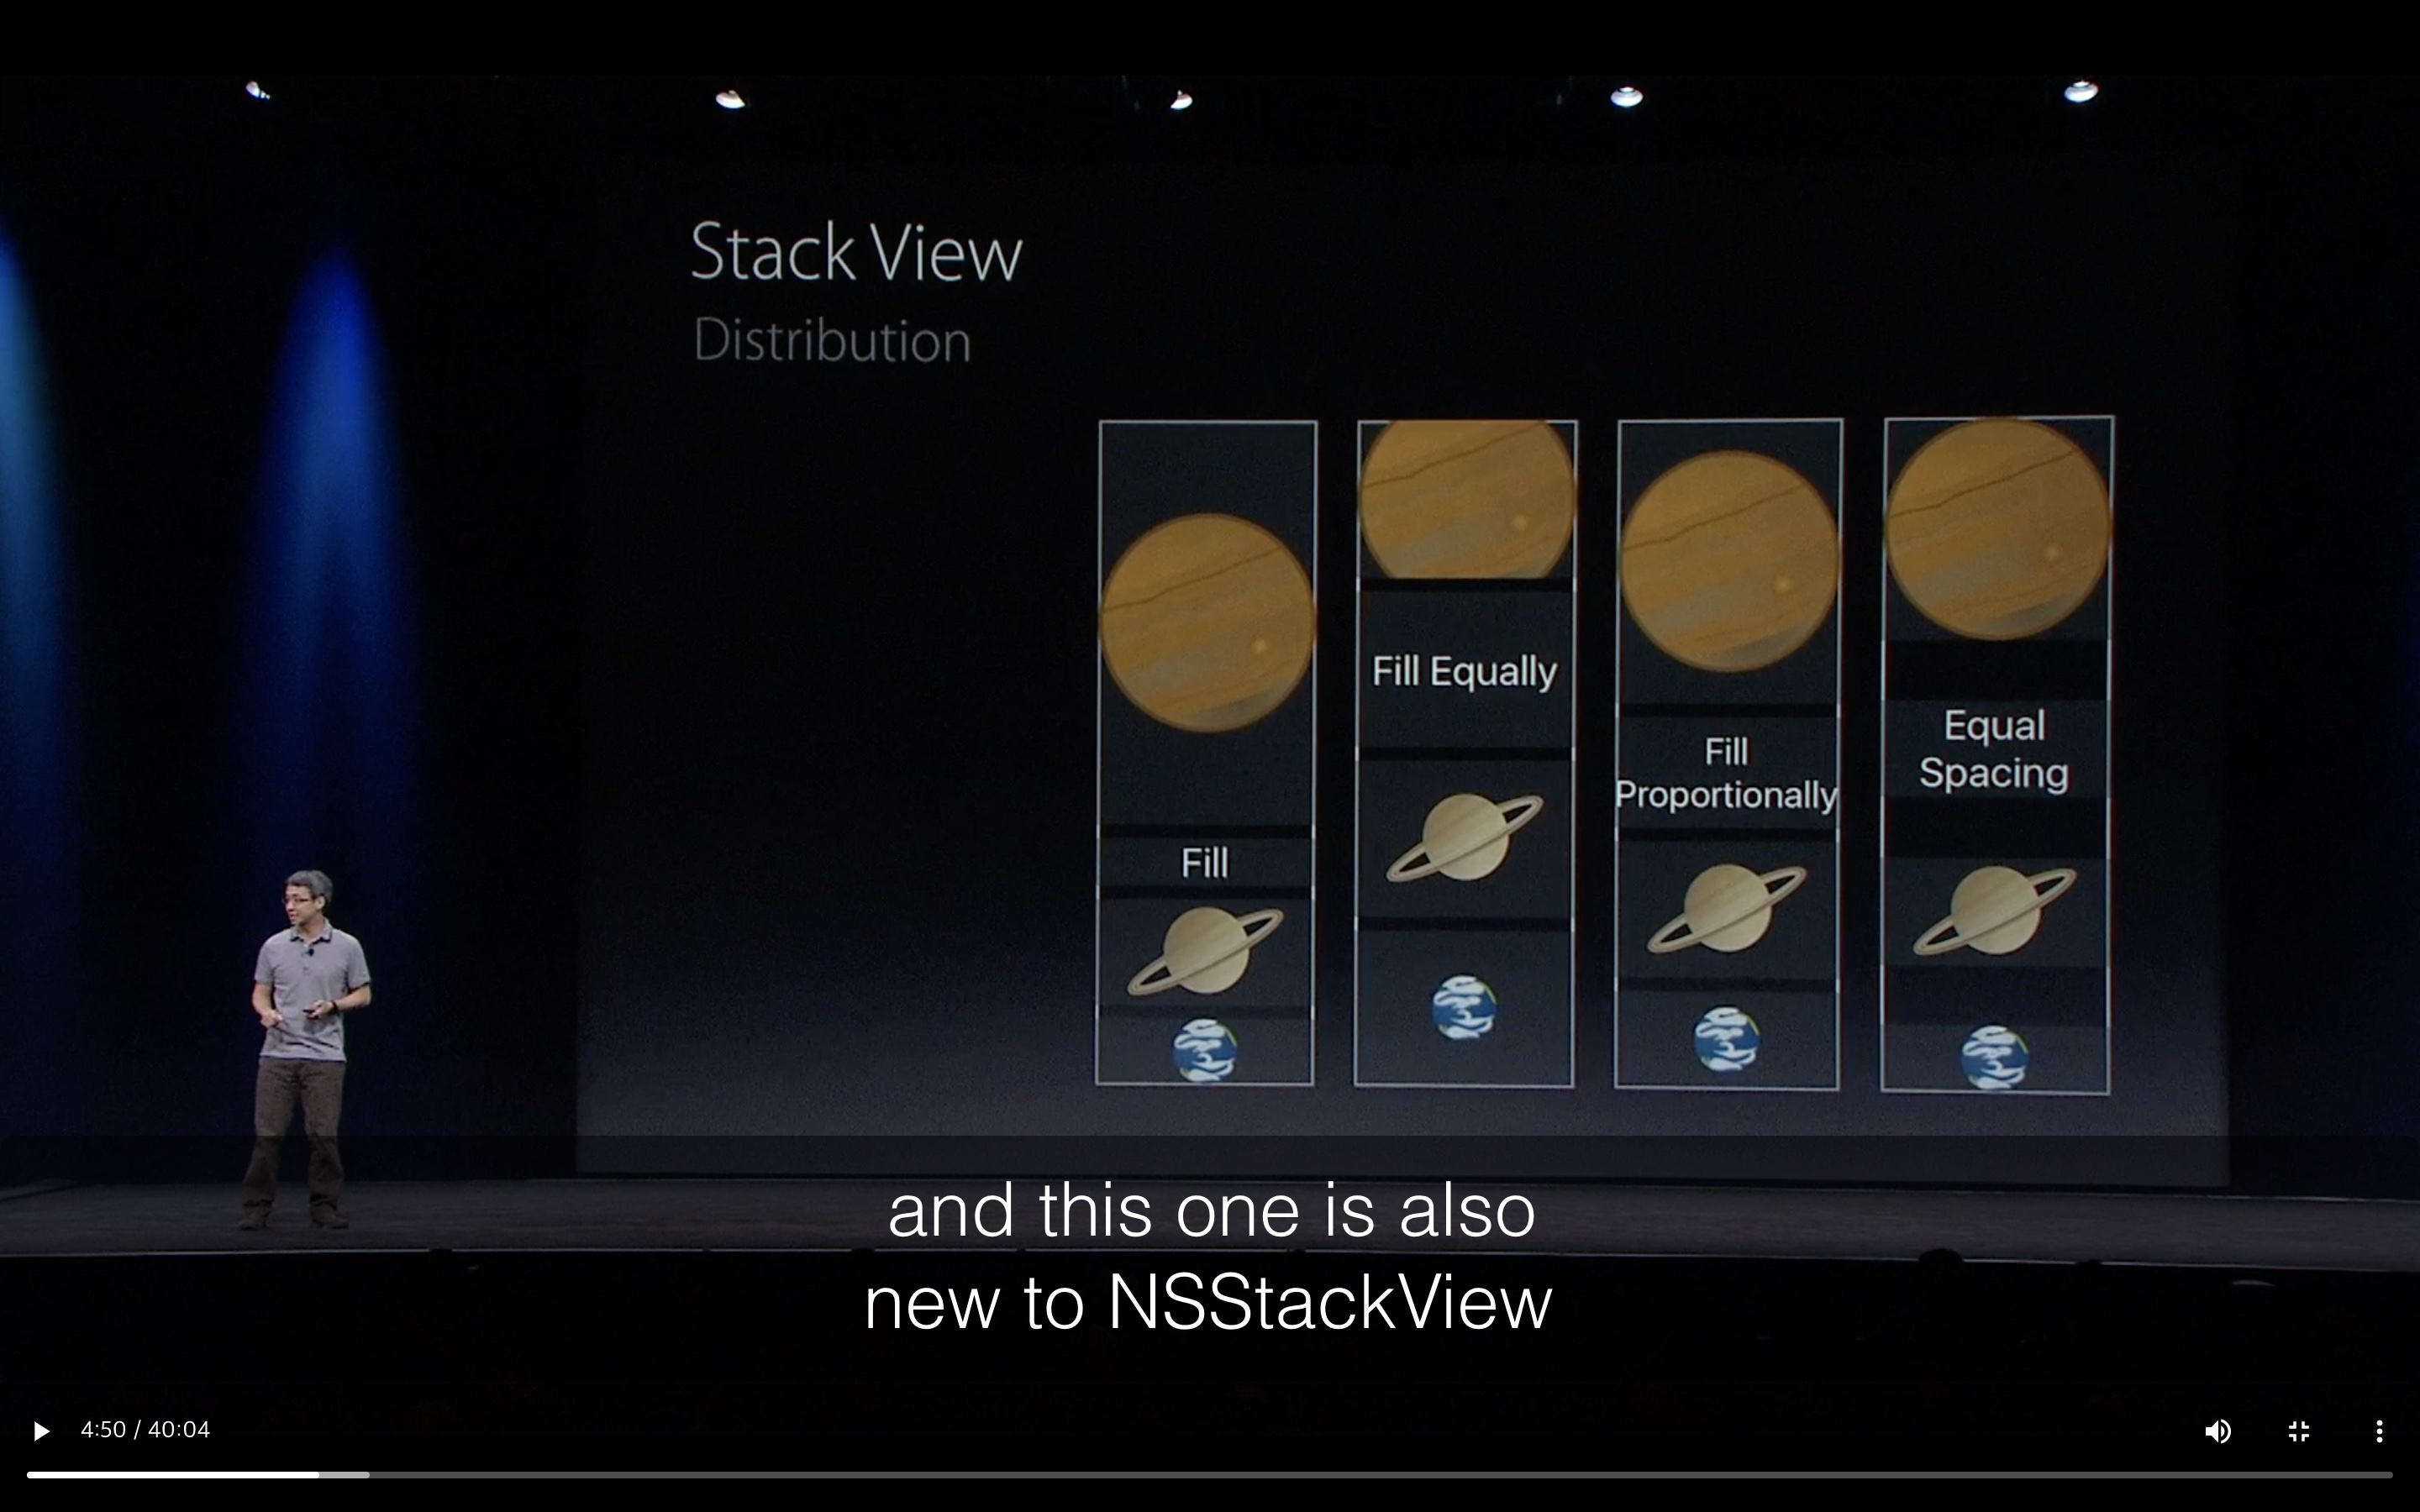 Stack View
Distribution
Fill
Fill Equally
Fill
Proportionally
Equal
Spacing
and this one is also
new to NSStackView
4:50 / 40:04